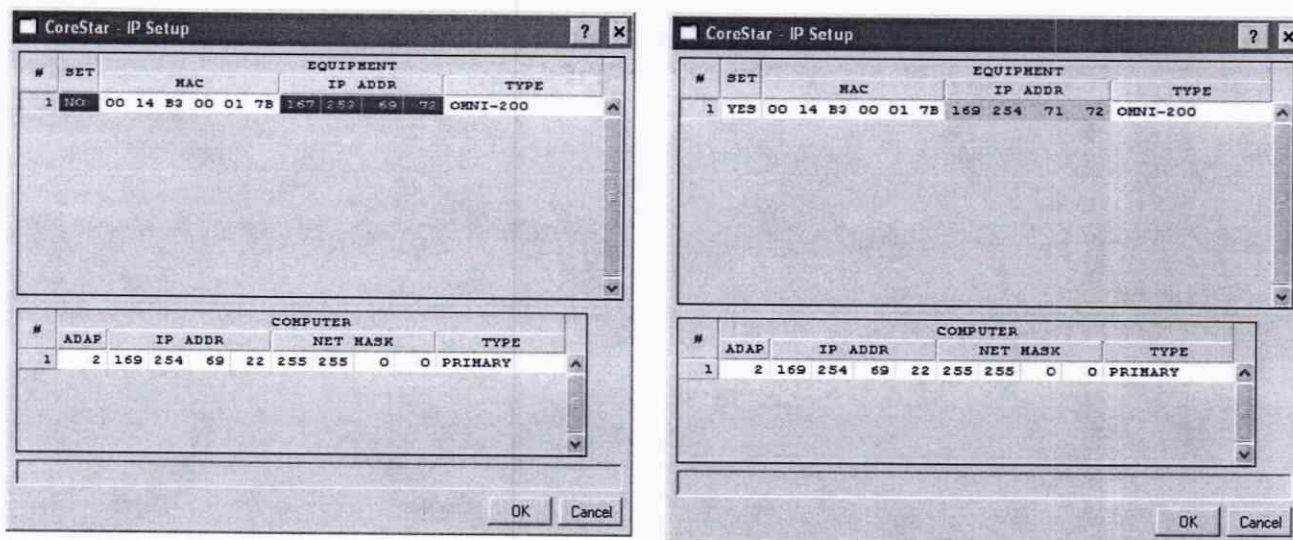 CoreStar - IP Setup
# SET EQUIPMENT
MAC IP ADDR TYPE
1 NO 00 14 B3 00 01 7B 167 253 69 72 OMNI-200
# COMPUTER
ADAP IP ADDR NET MASK TYPE
1 2 169 254 69 22 255 255 0 0 PRIMARY
OK Cancel
CoreStar - IP Setup
# SET EQUIPMENT
MAC IP ADDR TYPE
1 YES 00 14 B3 00 01 7B 169 254 71 72 OMNI-200
# COMPUTER
ADAP IP ADDR NET MASK TYPE
1 2 169 254 69 22 255 255 0 0 PRIMARY
OK Cancel